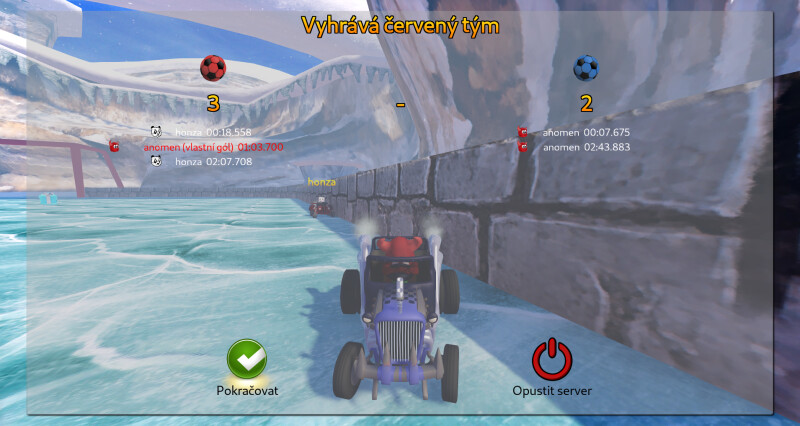 Vyhrává červený tým
3 - 2
honza 00:18.558
anomen (vlastní gól) 01:03.700
honza 02:07.708
anomen 00:07.675
anomen 02:43.883
honza
Pokračovat
Opustit server